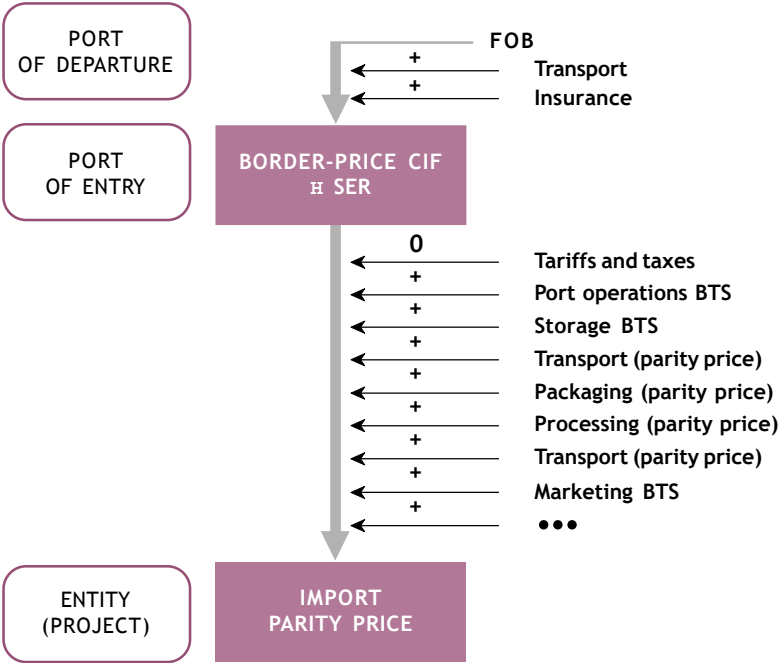 PORT
OF DEPARTURE
FOB
+
Transport
+
Insurance
PORT
OF ENTRY
BORDER-PRICE CIF
H SER
0
Tariffs and taxes
+
Port operations BTS
+
Storage BTS
+
Transport (parity price)
+
Packaging (parity price)
+
Processing (parity price)
+
Transport (parity price)
+
Marketing BTS
+
•••
ENTITY
(PROJECT)
IMPORT
PARITY PRICE